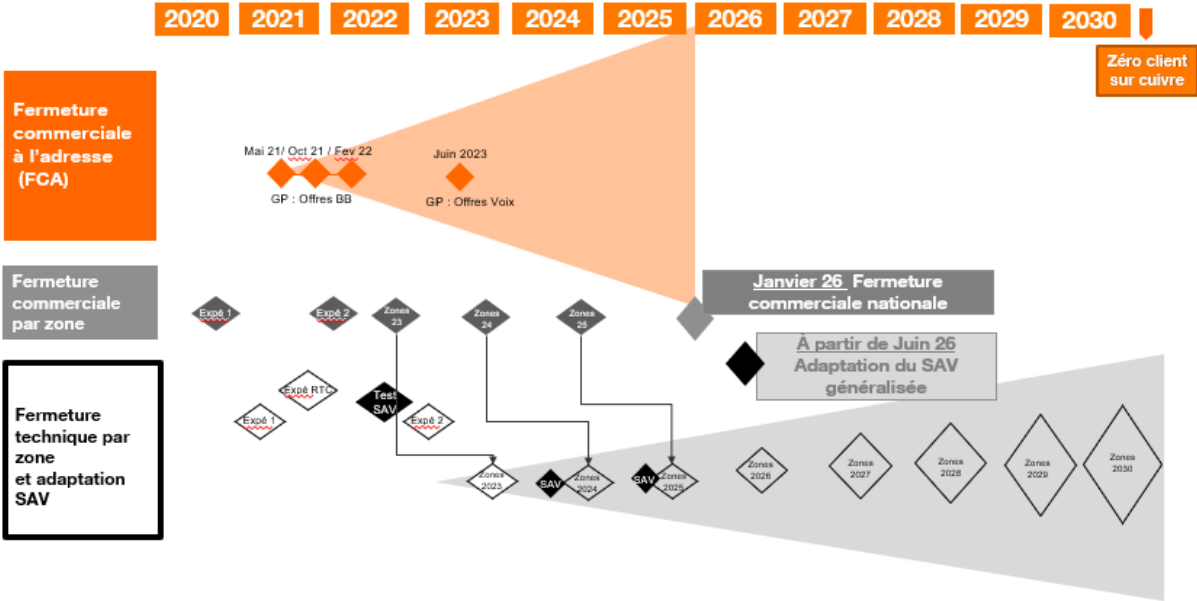 2020 2021 2022 2023 2024 2025 2026 2027 2028 2029 2030
Zéro client
sur cuivre
Fermeture
commerciale
à l'adresse
(FCA)
Mai 21/ Oct 21 / Fev 22
GP : Offres BB
Juin 2023
GP : Offres Voix
Fermeture
commerciale
par zone
Expé 1
Expé 2
Zones
23
Zones
24
Zones
25
Janvier 26 Fermeture
commerciale nationale
À partir de Juin 26
Adaptation du SAV
généralisée
Fermeture
technique par
zone
et adaptation
SAV
Expé 1
Expé RTC
Test
SAV
Expé 2
Zones
2023
SAV
Zones
2024
SAV
Zones
2025
Zones
2026
Zones
2027
Zones
2028
Zones
2029
Zones
2030